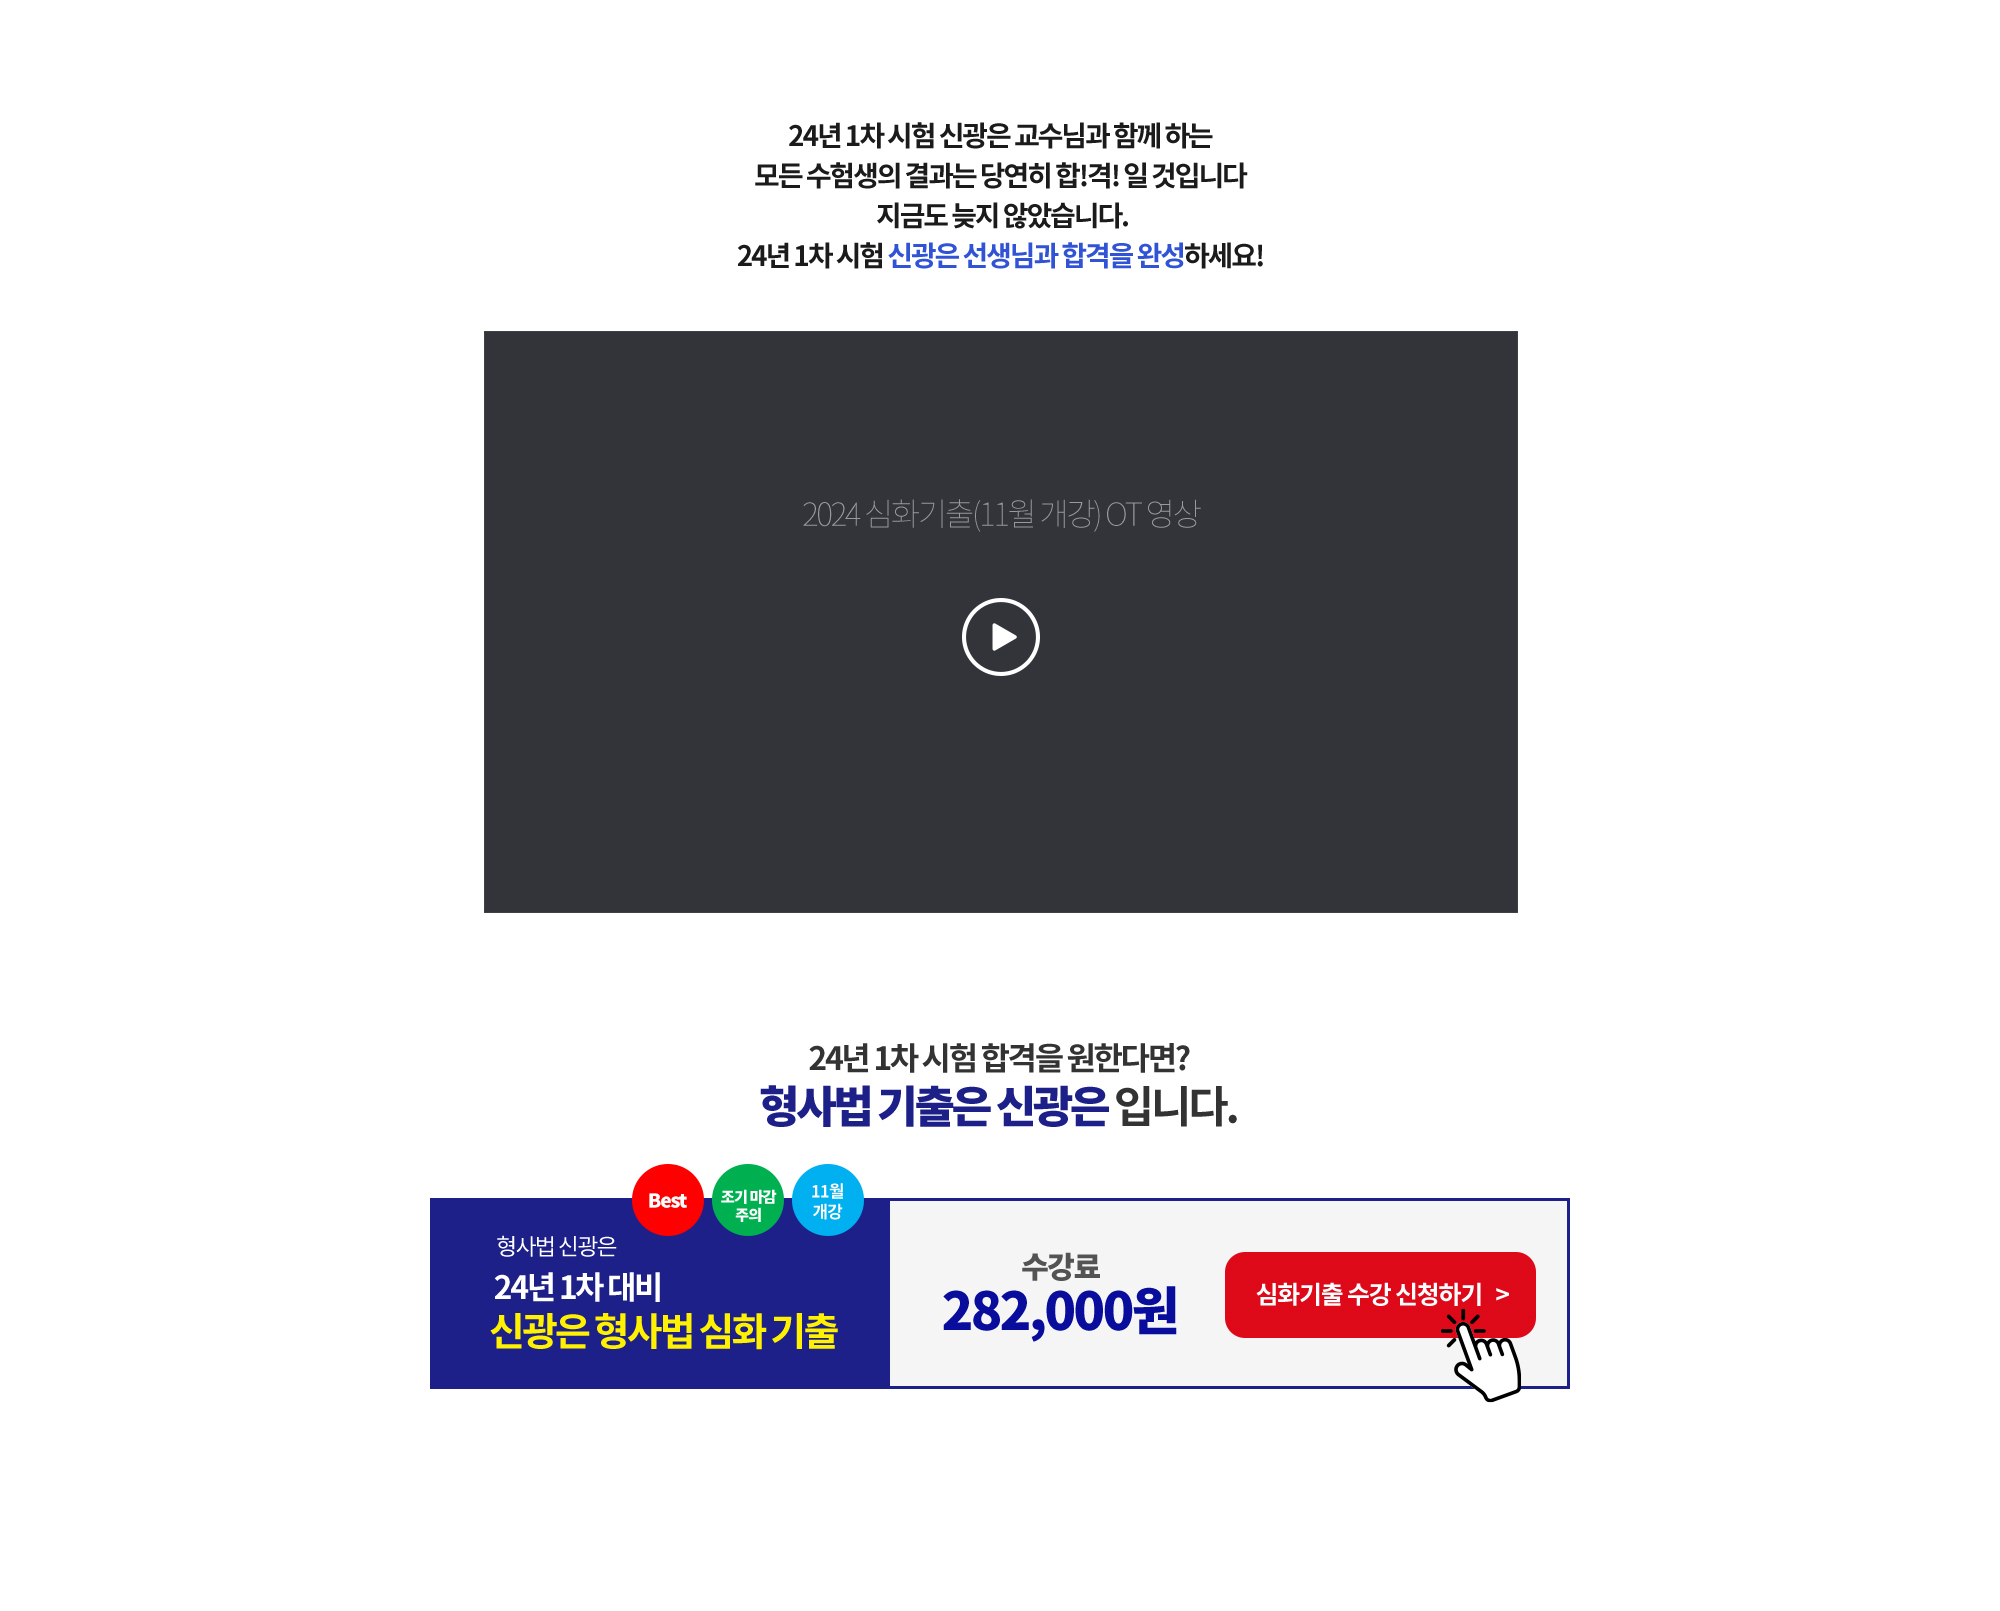 24년 1차 시험 신광은 교수님과 함께 하는
모든 수험생의 결과는 당연히 합!격! 일 것입니다
지금도 늦지 않았습니다.
24년 1차 시험 신광은 선생님과 합격을 완성하세요!
2024 심화기출(11월 개강) OT 영상
24년 1차 시험 합격을 원한다면?
형사법 기출은 신광은 입니다.
Best
조기 마감
주의
11월
개강
형사법 신광은
24년 1차 대비
신광은 형사법 심화 기출
수강료
282,000원
심화기출 수강 신청하기 >